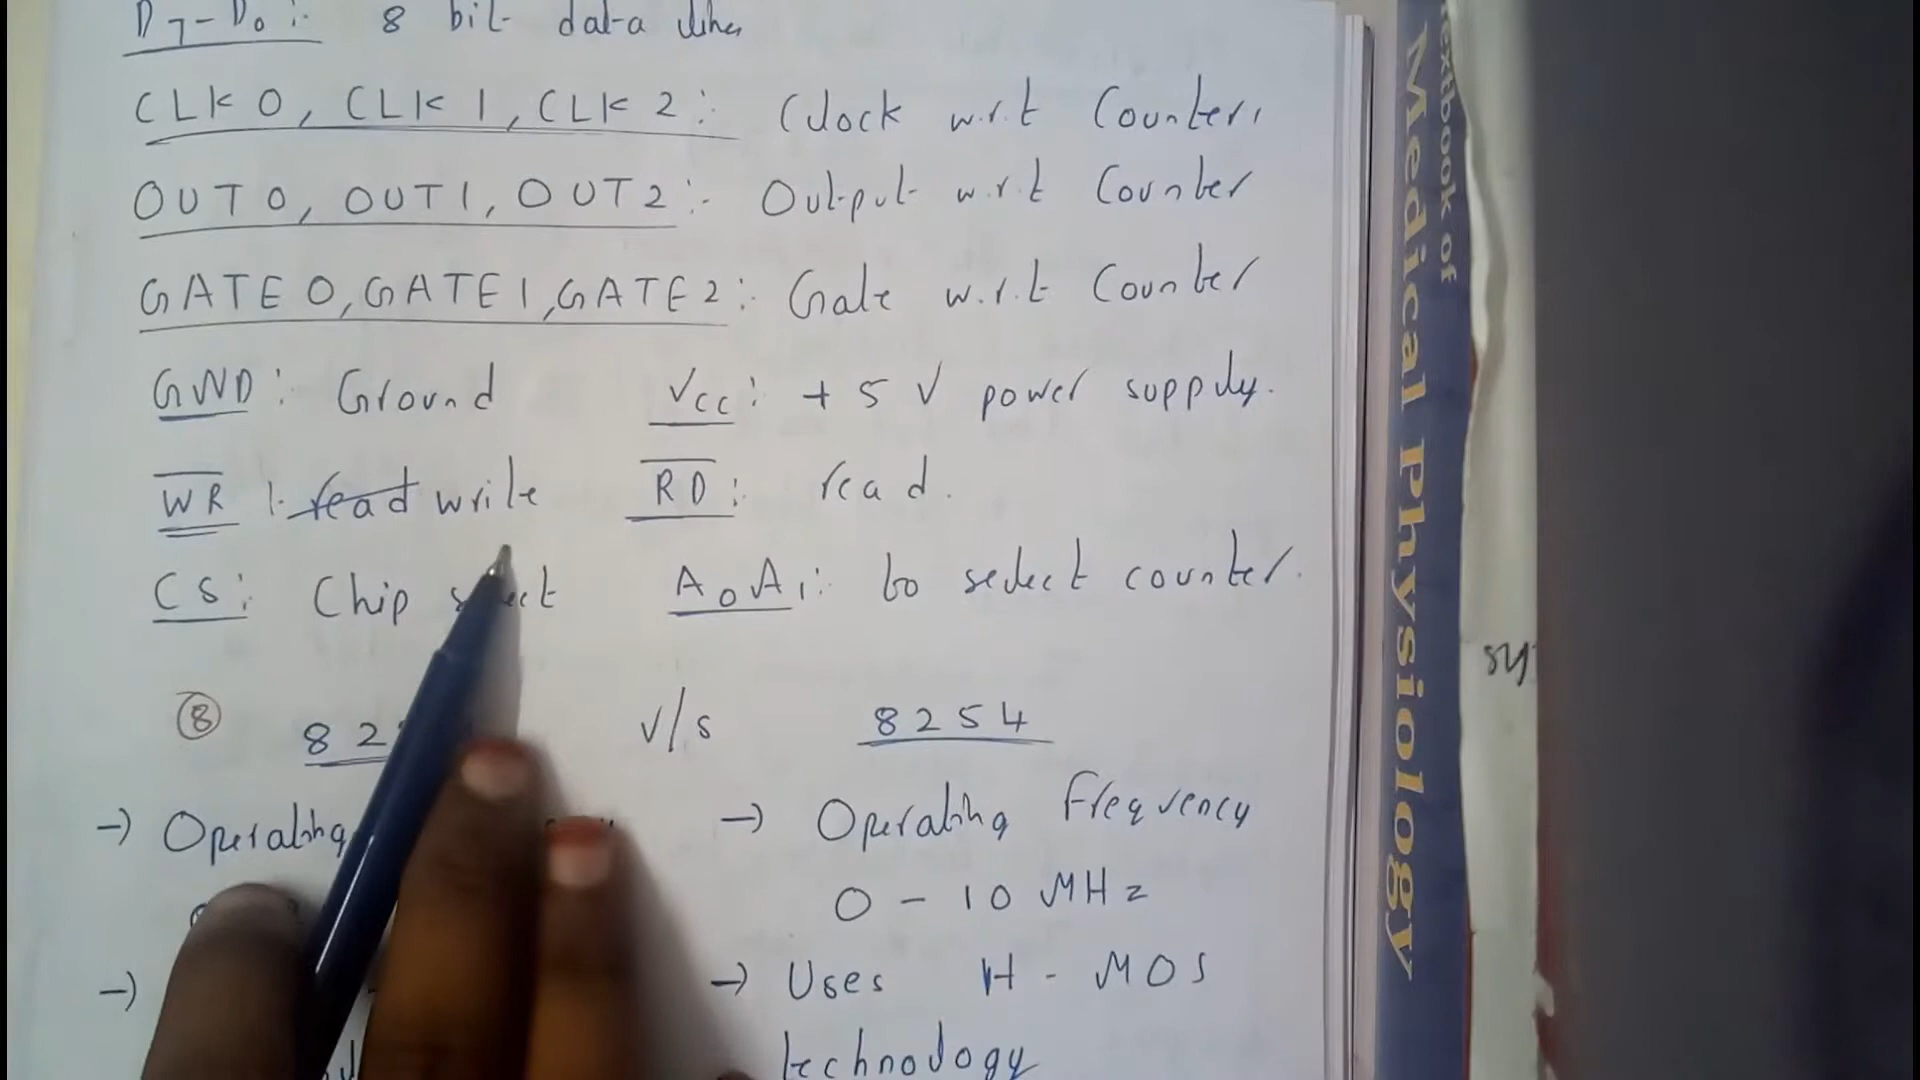 D7-D0 :- 8 bit data lines
CLK 0, CLK 1, CLK 2 :- Clock w.r.t Counters
OUT 0, OUT 1, OUT 2 :- Output w.r.t Counter
GATE 0, GATE 1, GATE 2 :- Gate w.r.t Counter
GND : Ground VCC : + 5 V power supply.
W̅R̅ :- read write R̅D̅ : read.
CS : Chip select A0 A1 : to select counter.
⑧ v/s 8254
→ Operating → Operating Frequency
0 - 10 MHz
→ → Uses H - MOS
technology
Textbook of
Medical Physiology